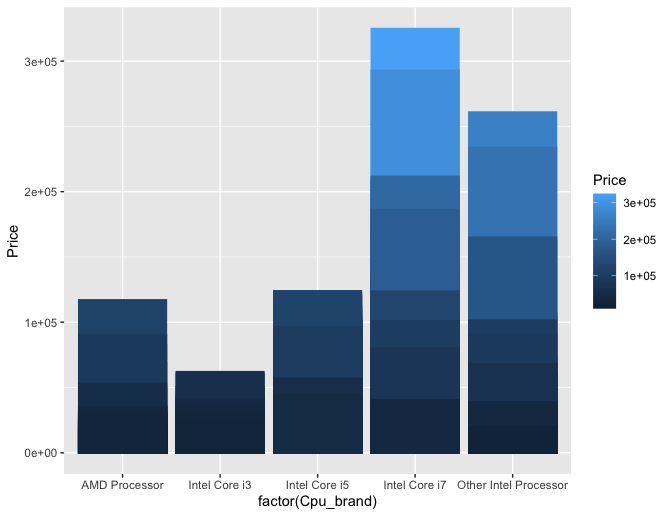 3e+05
2e+05
1e+05
0e+00
Price
AMD Processor
Intel Core i3
Intel Core i5
Intel Core i7
Other Intel Processor
factor(Cpu_brand)
Price
3e+05
2e+05
1e+05